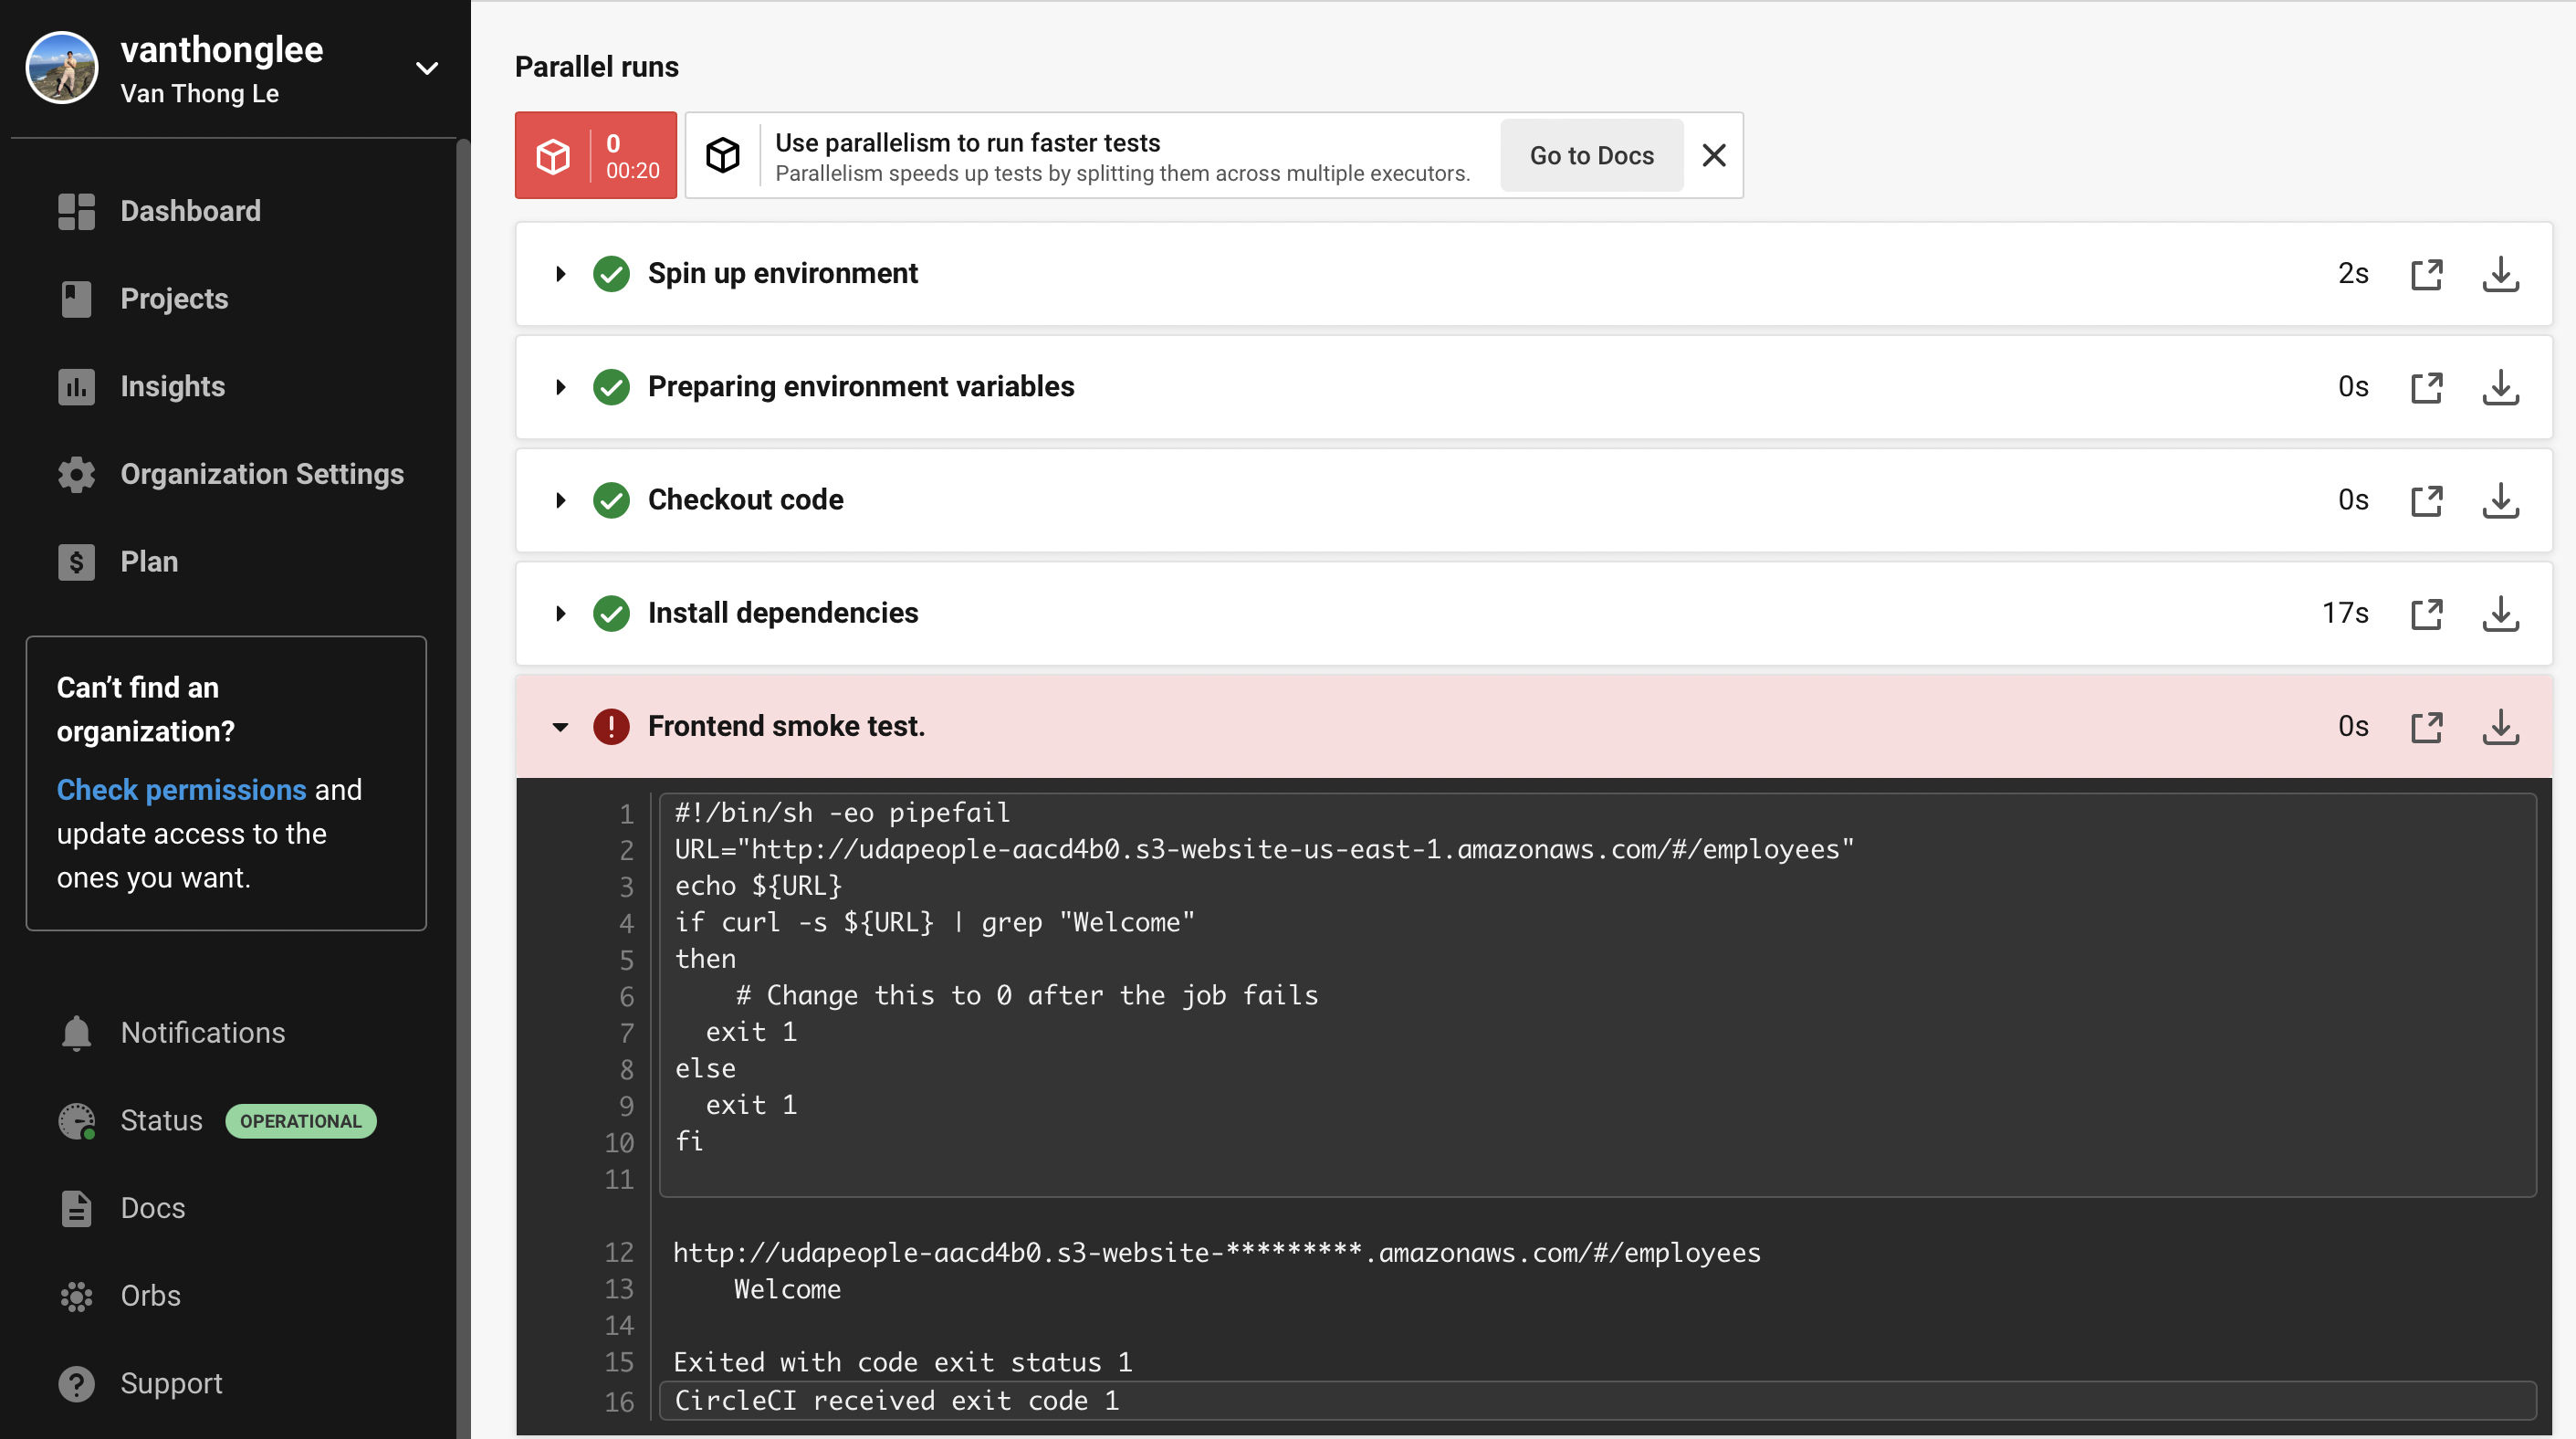 vanthonglee
Van Thong Le
Dashboard
Projects
Insights
Organization Settings
Plan
Can’t find an
organization?
Check permissions and
update access to the
ones you want.
Notifications
Status OPERATIONAL
Docs
Orbs
Support
Parallel runs
0
00:20
Use parallelism to run faster tests
Parallelism speeds up tests by splitting them across multiple executors.
Go to Docs
Spin up environment 2s
Preparing environment variables 0s
Checkout code 0s
Install dependencies 17s
Frontend smoke test. 0s
1 #!/bin/sh -eo pipefail
2 URL="http://udapeople-aacd4b0.s3-website-us-east-1.amazonaws.com/#/employees"
3 echo ${URL}
4 if curl -s ${URL} | grep "Welcome"
5 then
6     # Change this to 0 after the job fails
7   exit 1
8 else
9   exit 1
10 fi
11
12 http://udapeople-aacd4b0.s3-website-*********.amazonaws.com/#/employees
13     Welcome
14
15 Exited with code exit status 1
16 CircleCI received exit code 1